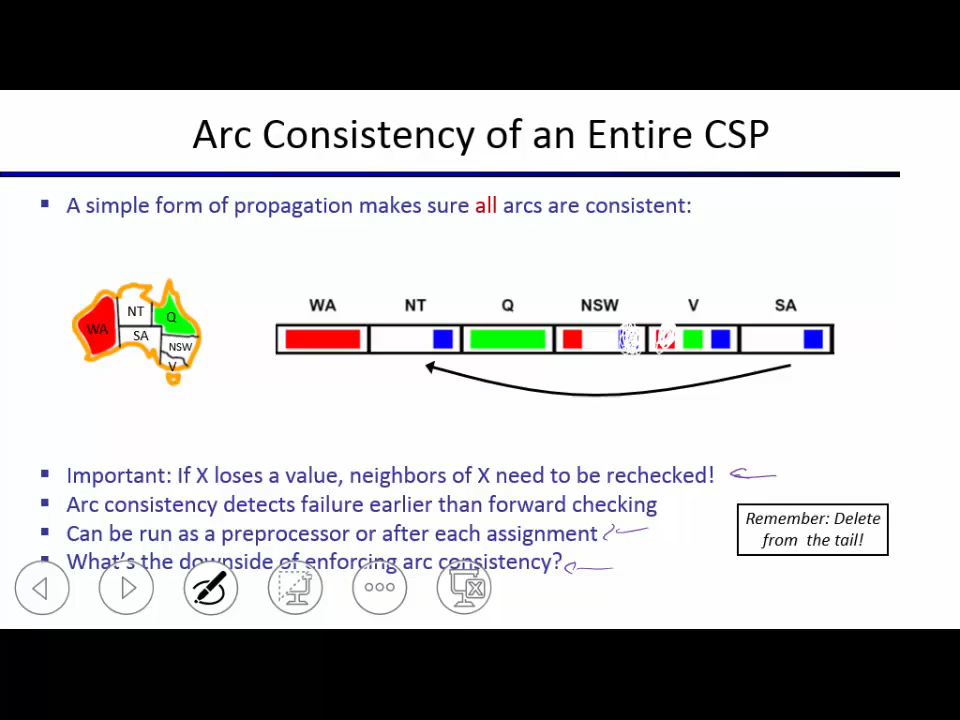 Arc Consistency of an Entire CSP
▪ A simple form of propagation makes sure all arcs are consistent:
WA NT Q NSW V SA
NT
Q
WA
SA
NSW
V
▪ Important: If X loses a value, neighbors of X need to be rechecked!
▪ Arc consistency detects failure earlier than forward checking
▪ Can be run as a preprocessor or after each assignment
▪ What's the downside of enforcing arc consistency?
Remember: Delete
from the tail!